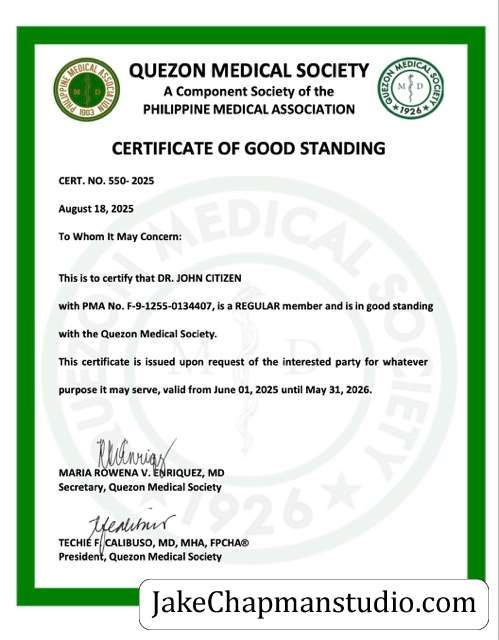 QUEZON MEDICAL SOCIETY
A Component Society of the
PHILIPPINE MEDICAL ASSOCIATION
PHILIPPINE MEDICAL ASSOCIATION
M D
1903
QUEZON MEDICAL SOCIETY
M D
1926
CERTIFICATE OF GOOD STANDING
CERT. NO. 550- 2025
August 18, 2025
To Whom It May Concern:
This is to certify that DR. JOHN CITIZEN
with PMA No. F-9-1255-0134407, is a REGULAR member and is in good standing
with the Quezon Medical Society.
This certificate is issued upon request of the interested party for whatever
purpose it may serve, valid from June 01, 2025 until May 31, 2026.
QUEZON MEDICAL SOCIETY
M D
1926
MARIA ROWENA V. ENRIQUEZ, MD
Secretary, Quezon Medical Society
TECHIE F. CALIBUSO, MD, MHA, FPCHA®
President, Quezon Medical Society
JakeChapmanstudio.com